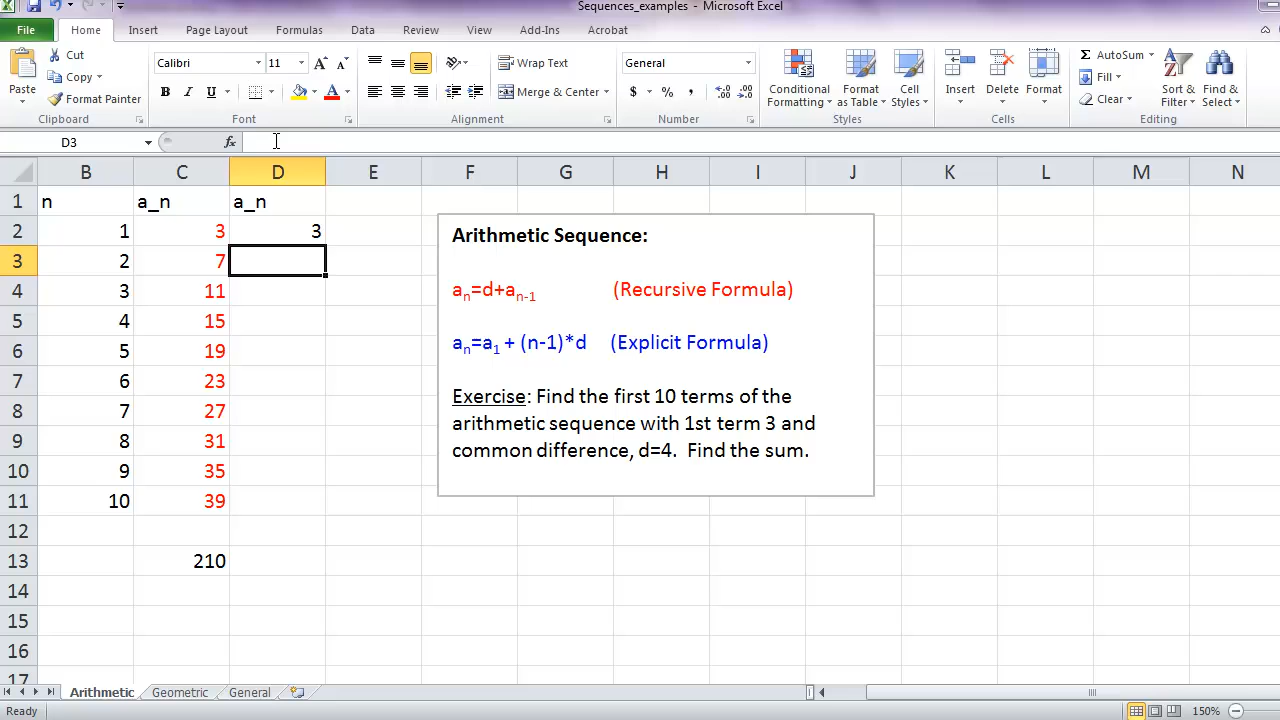 Sequences_examples - Microsoft Excel
File Home Insert Page Layout Formulas Data Review View Add-Ins Acrobat
Paste
Cut
Copy
Format Painter
Clipboard
Calibri 11
B I U A
Font
Wrap Text
Merge & Center
Alignment
General
$ % ,
Number
Conditional Formatting
Format as Table
Cell Styles
Styles
Insert Delete Format
Cells
AutoSum
Fill
Clear
Sort & Filter
Find & Select
Editing
D3 fx
B C D E F G H I J K L M N
1 n a_n a_n
2 1 3 3
3 2 7
4 3 11
5 4 15
6 5 19
7 6 23
8 7 27
9 8 31
10 9 35
11 10 39
12
13 210
14
15
16
17
Arithmetic Sequence:
aₙ=d+aₙ₋₁ (Recursive Formula)
aₙ=a₁ + (n-1)*d (Explicit Formula)
Exercise: Find the first 10 terms of the
arithmetic sequence with 1st term 3 and
common difference, d=4. Find the sum.
Arithmetic Geometric General
Ready 150%